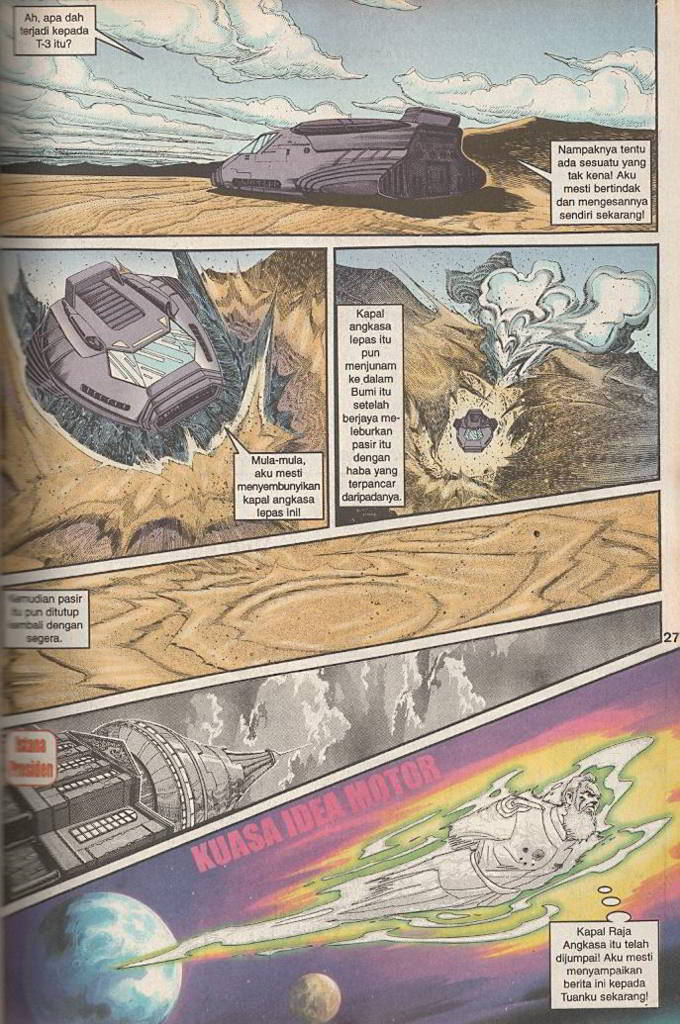 Ah, apa dah
terjadi kepada
T-3 itu?
Nampaknya tentu
ada sesuatu yang
tak kena! Aku
mesti bertindak
dan mengesannya
sendiri sekarang!
Mula-mula,
aku mesti
menyembunyikan
kapal angkasa
lepas ini!
Kapal
angkasa
lepas itu
pun
menjunam
ke dalam
Bumi itu
setelah
berjaya me-
leburkan
pasir itu
dengan
haba yang
terpancar
daripadanya.
Kemudian pasir
itu pun ditutup
kembali dengan
segera.
27
Istana
Presiden
KUASA IDEA MOTOR
Kapal Raja
Angkasa itu telah
dijumpai! Aku mesti
menyampaikan
berita ini kepada
Tuanku sekarang!